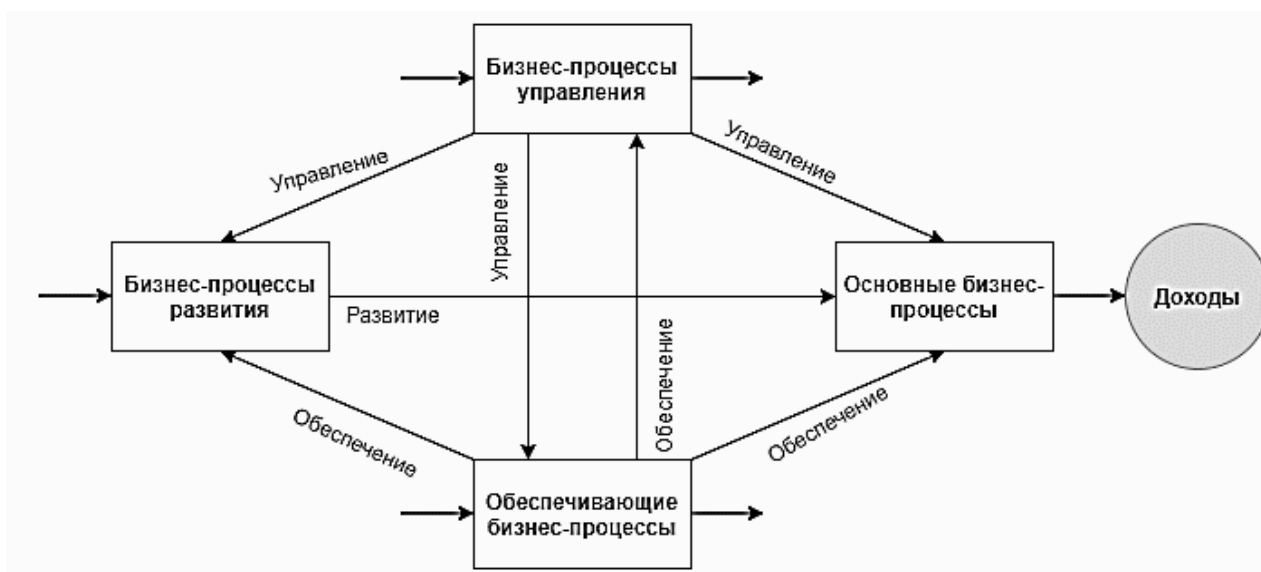 Бизнес-процессы
управления
Управление
Управление
Управление
Бизнес-процессы
развития
Развитие
Основные бизнес-
процессы
Доходы
Обеспечение
Обеспечение
Обеспечение
Обеспечивающие
бизнес-процессы